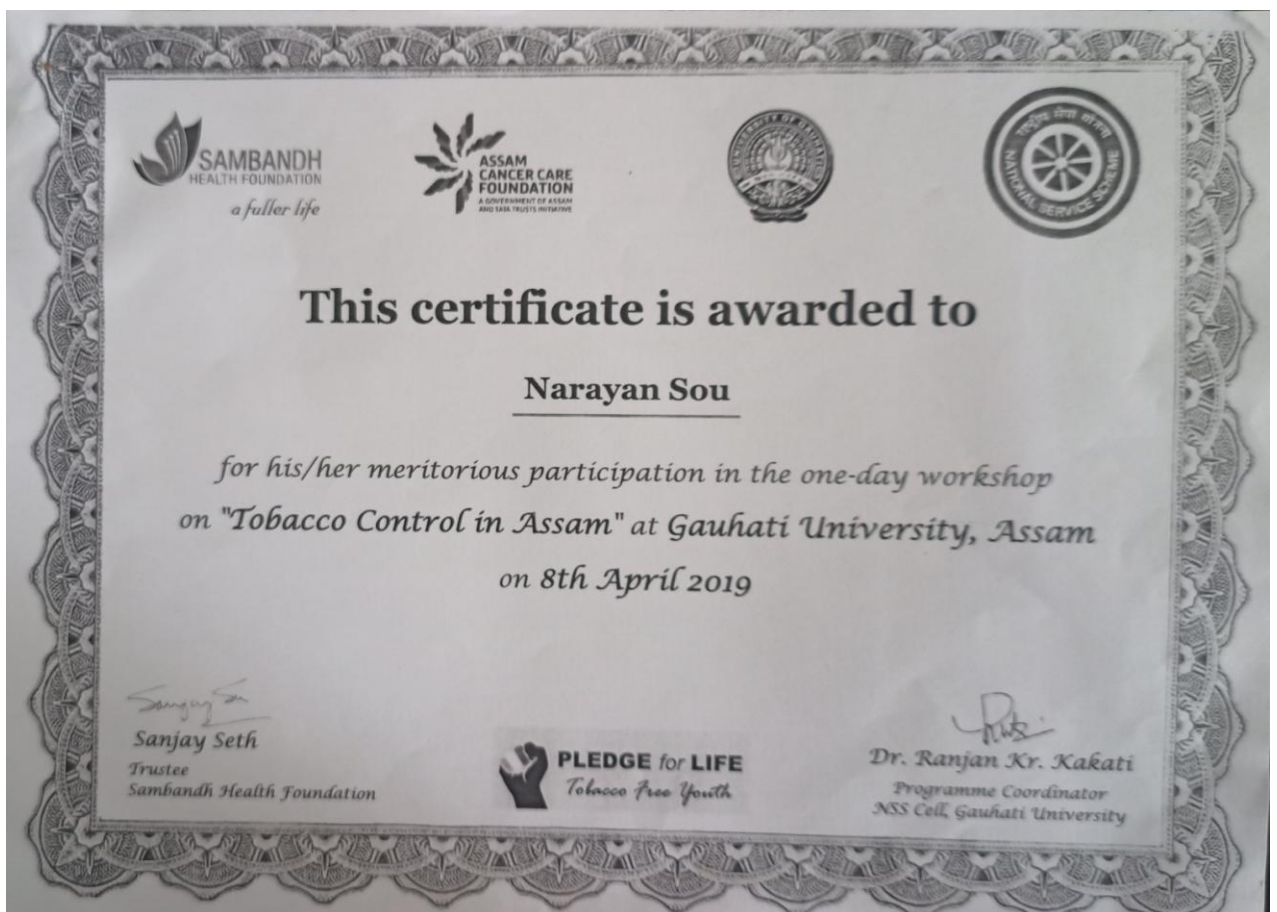 SAMBANDH
HEALTH FOUNDATION
a fuller life
ASSAM
CANCER CARE
FOUNDATION
A GOVERNMENT OF ASSAM
AND TATA TRUSTS INITIATIVE
राष्ट्रीय सेवा योजना
NATIONAL SERVICE SCHEME
This certificate is awarded to
Narayan Sou
for his/her meritorious participation in the one-day workshop
on "Tobacco Control in Assam" at Gauhati University, Assam
on 8th April 2019
Sanjay Seth
Trustee
Sambandh Health Foundation
PLEDGE for LIFE
Tobacco Free Youth
Dr. Ranjan Kr. Kakati
Programme Coordinator
NSS Cell, Gauhati University